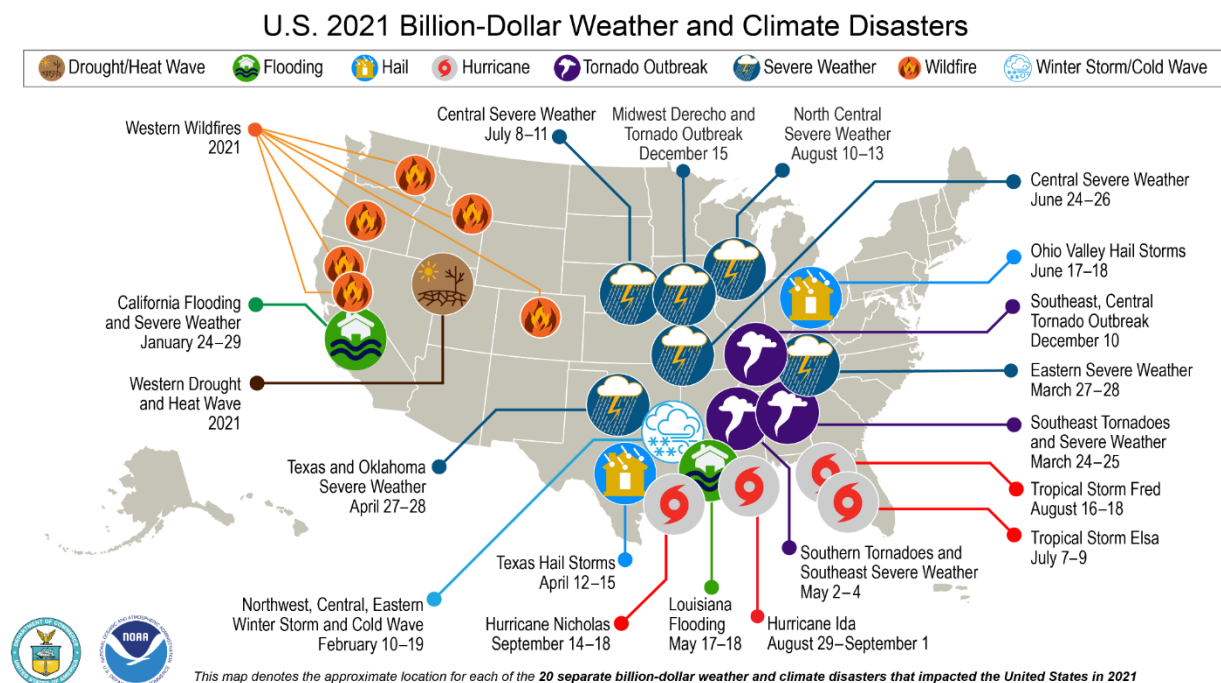 U.S. 2021 Billion-Dollar Weather and Climate Disasters
Drought/Heat Wave
Flooding
Hail
Hurricane
Tornado Outbreak
Severe Weather
Wildfire
Winter Storm/Cold Wave
Western Wildfires
2021
Central Severe Weather
July 8–11
Midwest Derecho and
Tornado Outbreak
December 15
North Central
Severe Weather
August 10–13
Central Severe Weather
June 24–26
Ohio Valley Hail Storms
June 17–18
Southeast, Central
Tornado Outbreak
December 10
Eastern Severe Weather
March 27–28
Southeast Tornadoes
and Severe Weather
March 24–25
Tropical Storm Fred
August 16–18
Tropical Storm Elsa
July 7–9
California Flooding
and Severe Weather
January 24–29
Western Drought
and Heat Wave
2021
Texas and Oklahoma
Severe Weather
April 27–28
Texas Hail Storms
April 12–15
Northwest, Central, Eastern
Winter Storm and Cold Wave
February 10–19
Hurricane Nicholas
September 14–18
Louisiana
Flooding
May 17–18
Hurricane Ida
August 29–September 1
Southern Tornadoes and
Southeast Severe Weather
May 2–4
DEPARTMENT OF COMMERCE
NOAA
This map denotes the approximate location for each of the 20 separate billion-dollar weather and climate disasters that impacted the United States in 2021